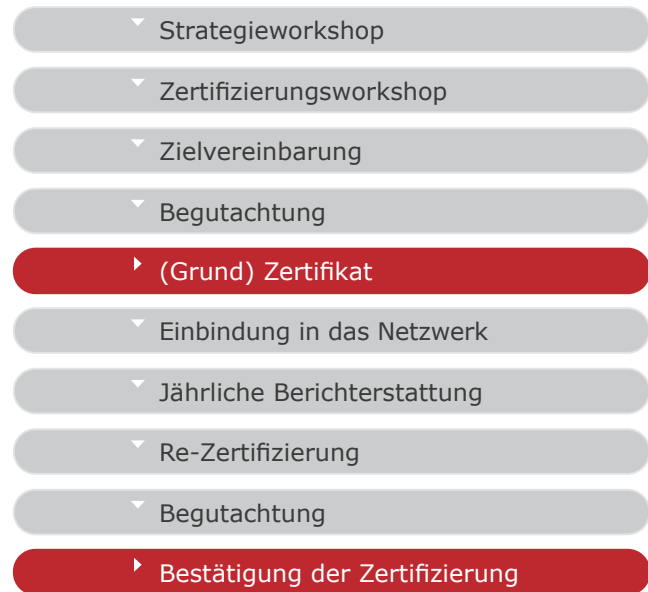 Strategieworkshop
Zertifizierungsworkshop
Zielvereinbarung
Begutachtung
(Grund) Zertifikat
Einbindung in das Netzwerk
Jährliche Berichterstattung
Re-Zertifizierung
Begutachtung
Bestätigung der Zertifizierung